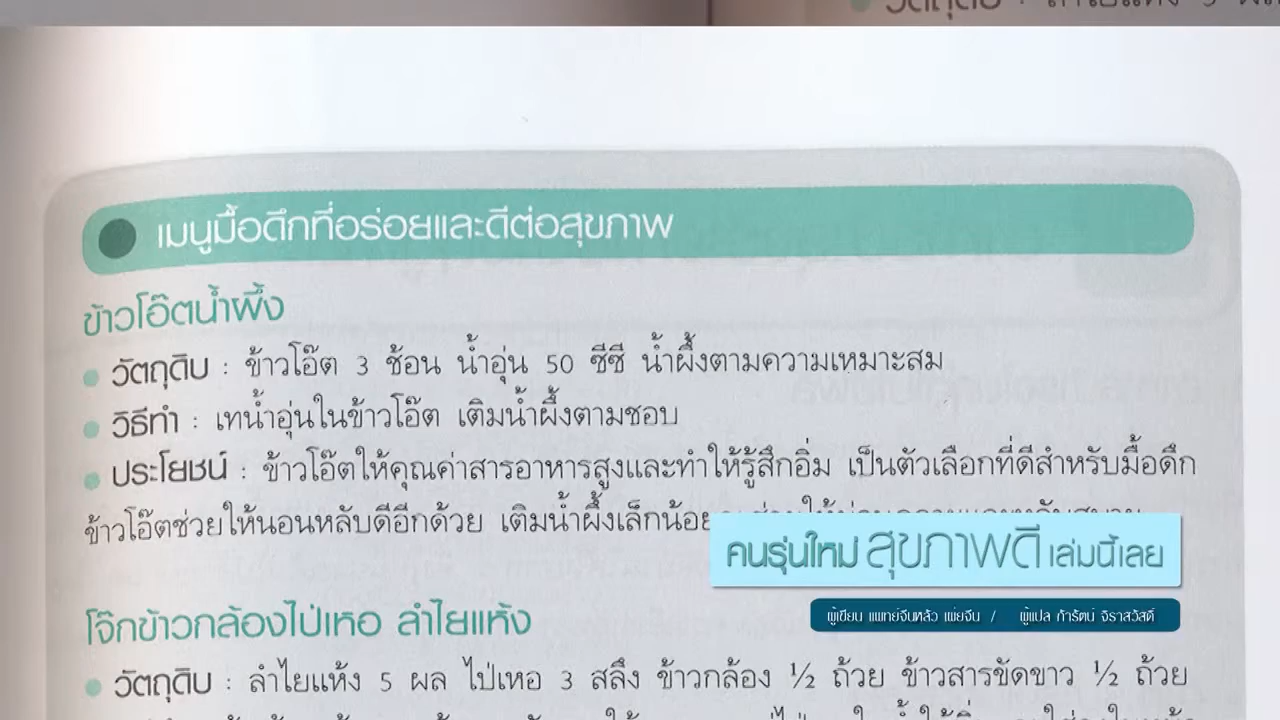 เมนูมื้อดึกที่อร่อยและดีต่อสุขภาพ
ข้าวโอ๊ตน้ำผึ้ง
วัตถุดิบ : ข้าวโอ๊ต 3 ช้อน น้ำอุ่น 50 ซีซี น้ำผึ้งตามความเหมาะสม
วิธีทำ : เทน้ำอุ่นในข้าวโอ๊ต เติมน้ำผึ้งตามชอบ
ประโยชน์ : ข้าวโอ๊ตให้คุณค่าสารอาหารสูงและทำให้รู้สึกอิ่ม เป็นตัวเลือกที่ดีสำหรับมื้อดึก
ข้าวโอ๊ตช่วยให้นอนหลับดีอีกด้วย เติมน้ำผึ้งเล็กน้อย
คนรุ่นใหม่ สุขภาพดี เล่มนี้เลย
ผู้เขียน แพทย์จีนหลัว เพ่ยจีน / ผู้แปล ก้ารัตน์ จิราสวัสดิ์
โจ๊กข้าวกล้องไป่เหอ ลำไยแห้ง
วัตถุดิบ : ลำไยแห้ง 5 ผล ไป่เหอ 3 สลึง ข้าวกล้อง ½ ถ้วย ข้าวสารขัดขาว ½ ถ้วย